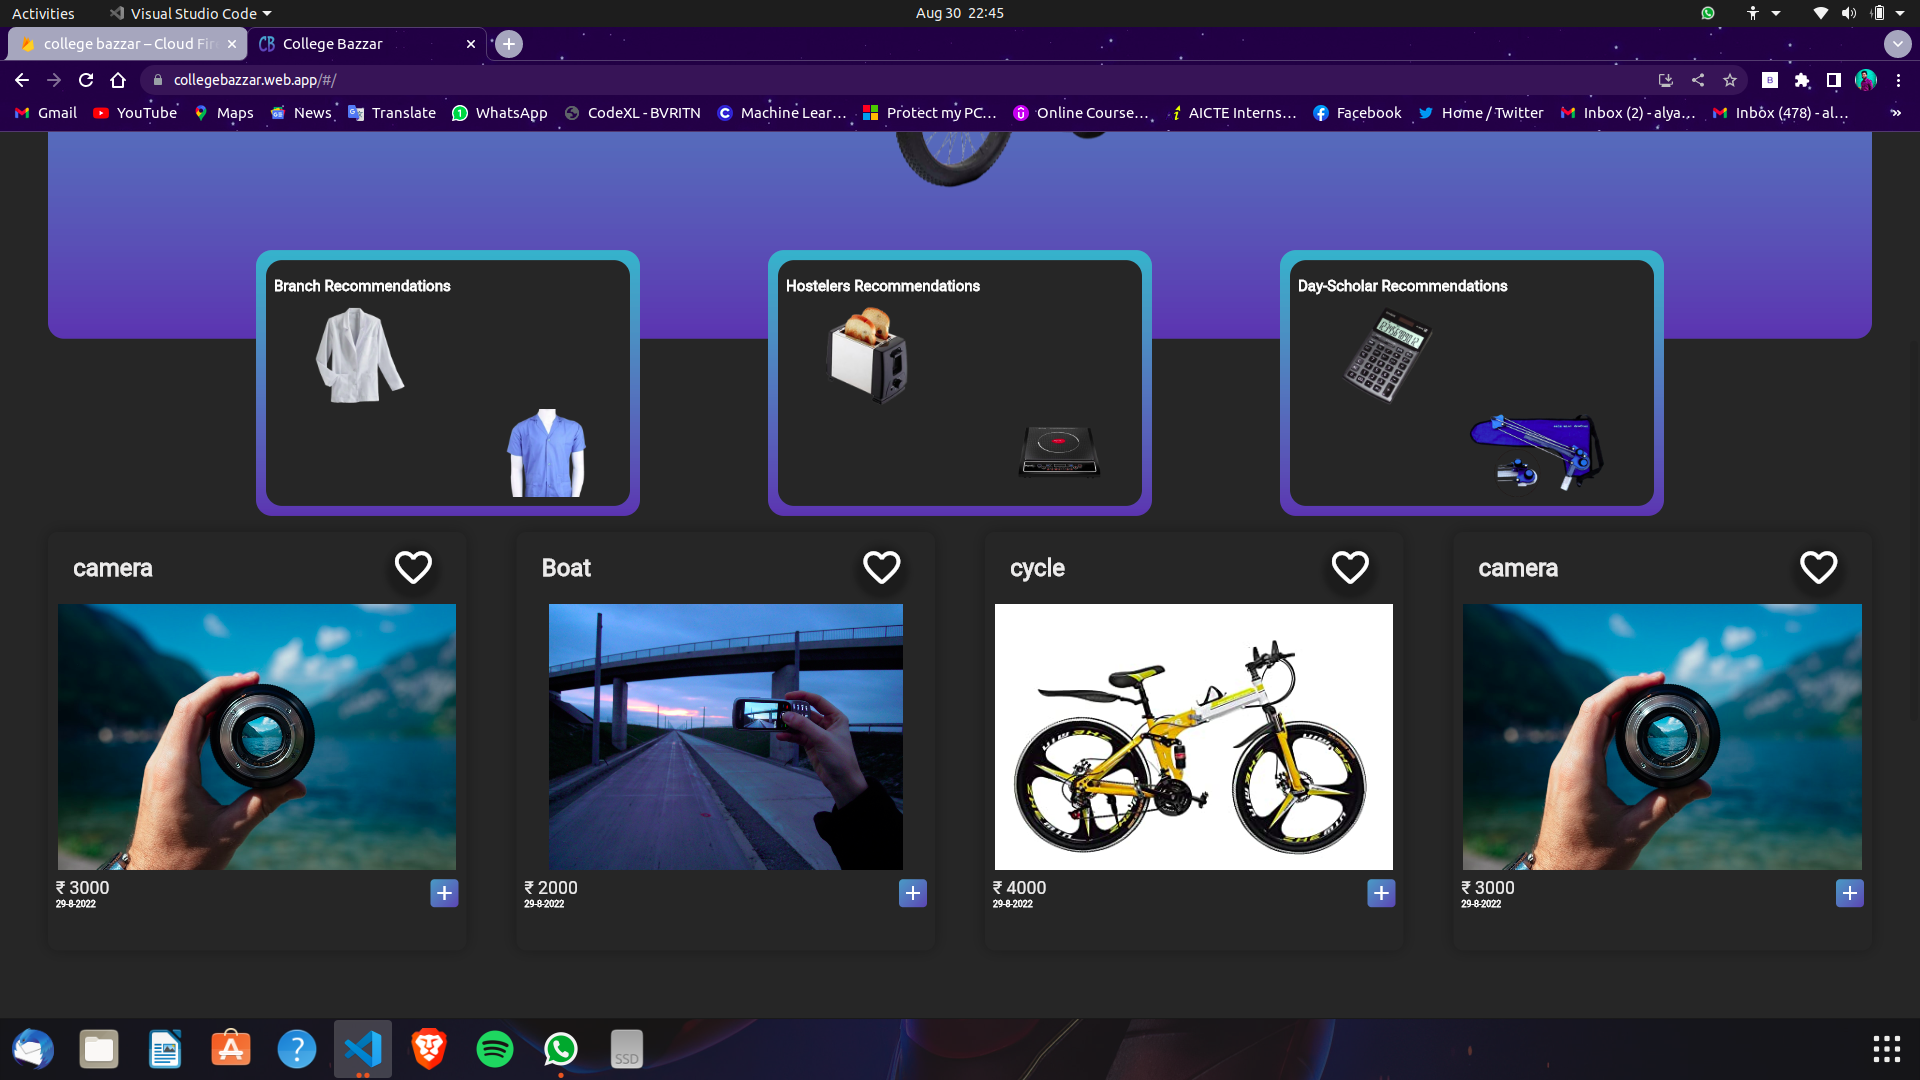 Activities
Visual Studio Code
Aug 30 22:45
college bazzar – Cloud Fir
College Bazzar
collegebazzar.web.app/#/
Gmail
YouTube
Maps
News
Translate
WhatsApp
CodeXL - BVRITN
Machine Lear...
Protect my PC...
Online Course...
AICTE Interns...
Facebook
Home / Twitter
Inbox (2) - alya...
Inbox (478) - al...
Branch Recommendations
Hostelers Recommendations
Day-Scholar Recommendations
camera
Boat
cycle
camera
₹ 3000
29-8-2022
₹ 2000
29-8-2022
₹ 4000
29-8-2022
₹ 3000
29-8-2022
SSD